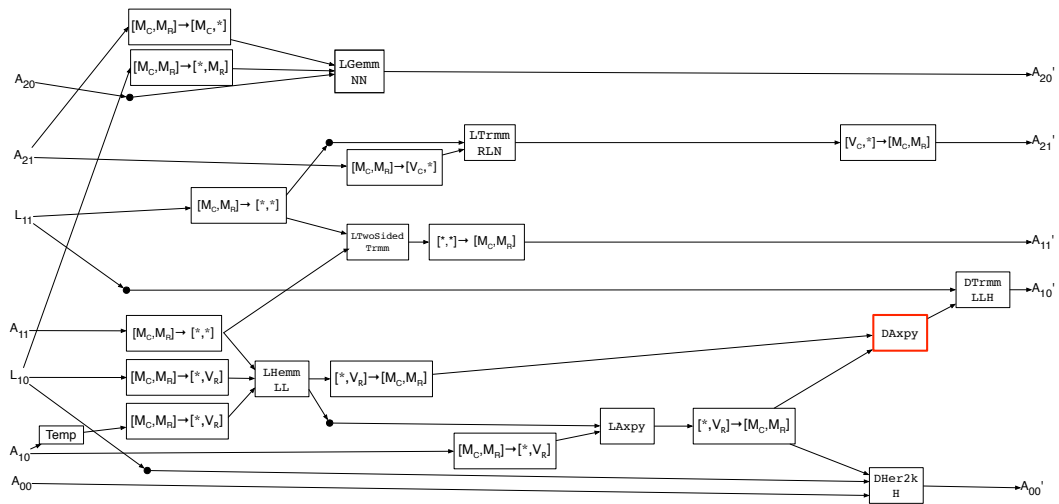 [M_C,M_R]→[M_C,*]
[M_C,M_R]→[*,M_R]
LGemm
NN
A_20
A_20'
LTrmm
RLN
[V_C,*]→[M_C,M_R]
A_21'
A_21
[M_C,M_R]→[V_C,*]
L_11
[M_C,M_R]→ [*,*]
LTwoSided
Trmm
[*,*]→ [M_C,M_R]
A_11'
DTrmm
LLH
A_10'
A_11
[M_C,M_R]→ [*,*]
DAxpy
L_10
[M_C,M_R]→[*,V_R]
LHemm
LL
[*,V_R]→[M_C,M_R]
[M_C,M_R]→[*,V_R]
Temp
LAxpy
[*,V_R]→[M_C,M_R]
A_10
[M_C,M_R]→[*,V_R]
A_00
DHer2k
H
A_00'